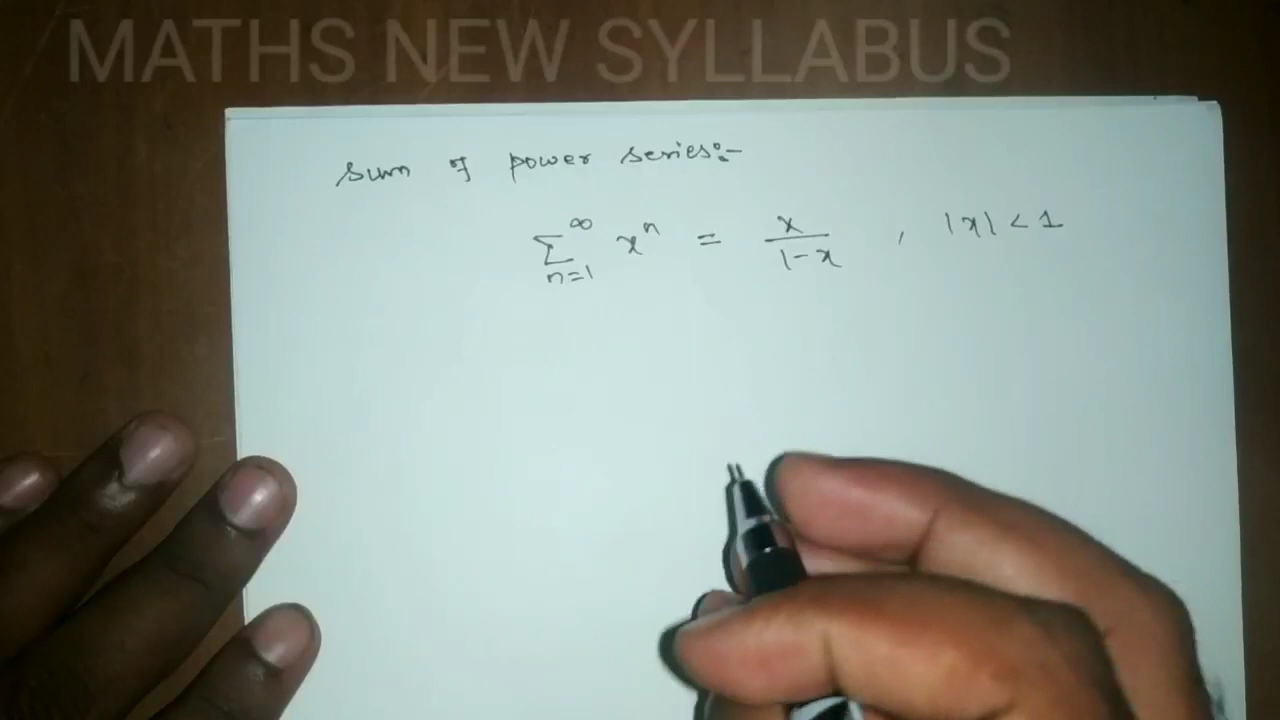 MATHS NEW SYLLABUS
Sum of power series:-
∑_{n=1}^{∞} x^n = x/(1-x) , |x| < 1